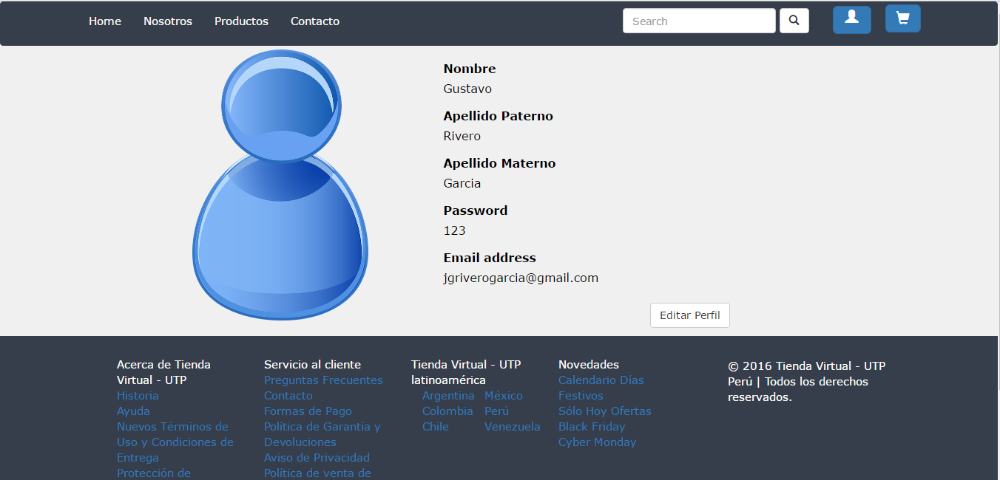 Home Nosotros Productos Contacto Search
Nombre
Gustavo
Apellido Paterno
Rivero
Apellido Materno
Garcia
Password
123
Email address
jgriverogarcia@gmail.com
Editar Perfil
Acerca de Tienda
Virtual - UTP
Historia
Ayuda
Nuevos Términos de
Uso y Condiciones de
Entrega
Protección de
Servicio al cliente
Preguntas Frecuentes
Contacto
Formas de Pago
Política de Garantía y
Devoluciones
Aviso de Privacidad
Política de venta de
Tienda Virtual - UTP
latinoamérica
Argentina México
Colombia Perú
Chile Venezuela
Novedades
Calendario Días
Festivos
Sólo Hoy Ofertas
Black Friday
Cyber Monday
© 2016 Tienda Virtual - UTP
Perú | Todos los derechos
reservados.